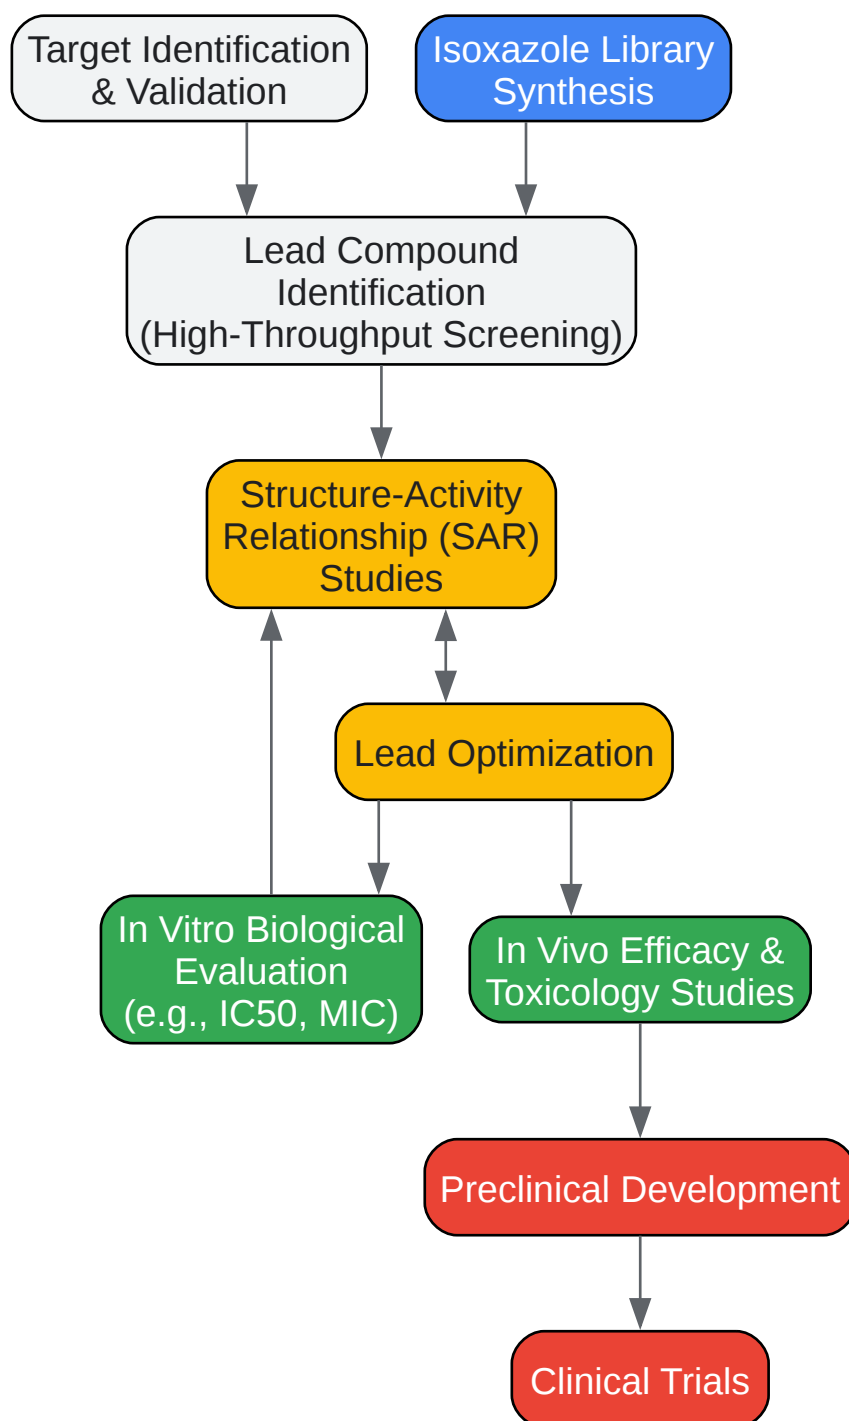 Target Identification
& Validation
Isoxazole Library
Synthesis
Lead Compound
Identification
(High-Throughput Screening)
Structure-Activity
Relationship (SAR)
Studies
Lead Optimization
In Vitro Biological
Evaluation
(e.g., IC50, MIC)
In Vivo Efficacy &
Toxicology Studies
Preclinical Development
Clinical Trials